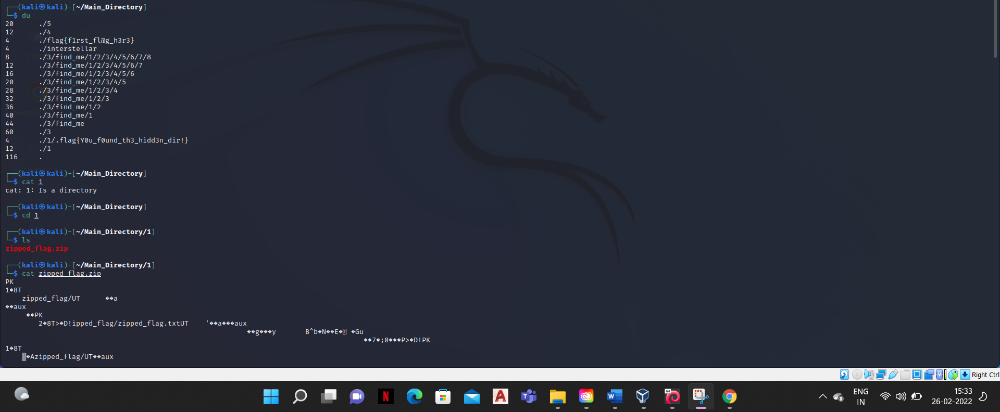 ┌──(kali㉿kali)-[~/Main_Directory]
└─$ du
20      ./5
12      ./4
4       ./flag{f1rst_fl@g_h3r3}
4       ./interstellar
8       ./3/find_me/1/2/3/4/5/6/7/8
12      ./3/find_me/1/2/3/4/5/6/7
16      ./3/find_me/1/2/3/4/5/6
20      ./3/find_me/1/2/3/4/5
28      ./3/find_me/1/2/3/4
32      ./3/find_me/1/2/3
36      ./3/find_me/1/2
40      ./3/find_me/1
44      ./3/find_me
60      ./3
4       ./1/.flag{Y0u_f0und_th3_hidd3n_dir!}
12      ./1
116     .
┌──(kali㉿kali)-[~/Main_Directory]
└─$ cat 1
cat: 1: Is a directory
┌──(kali㉿kali)-[~/Main_Directory]
└─$ cd 1
┌──(kali㉿kali)-[~/Main_Directory/1]
└─$ ls
zipped_flag.zip
┌──(kali㉿kali)-[~/Main_Directory/1]
└─$ cat zipped_flag.zip
PK
1�8T
zipped_flag/UT      ��a
��aux
��PK
2�8T>�D!ipped_flag/zipped_flag.txtUT    '��a���aux
��g���y       B^b�N��E� �Gu
��7�;0���P>�D!PK
1�8T
�Azipped_flag/UT��aux
Right Ctrl
ENG
IN
15:33
26-02-2022